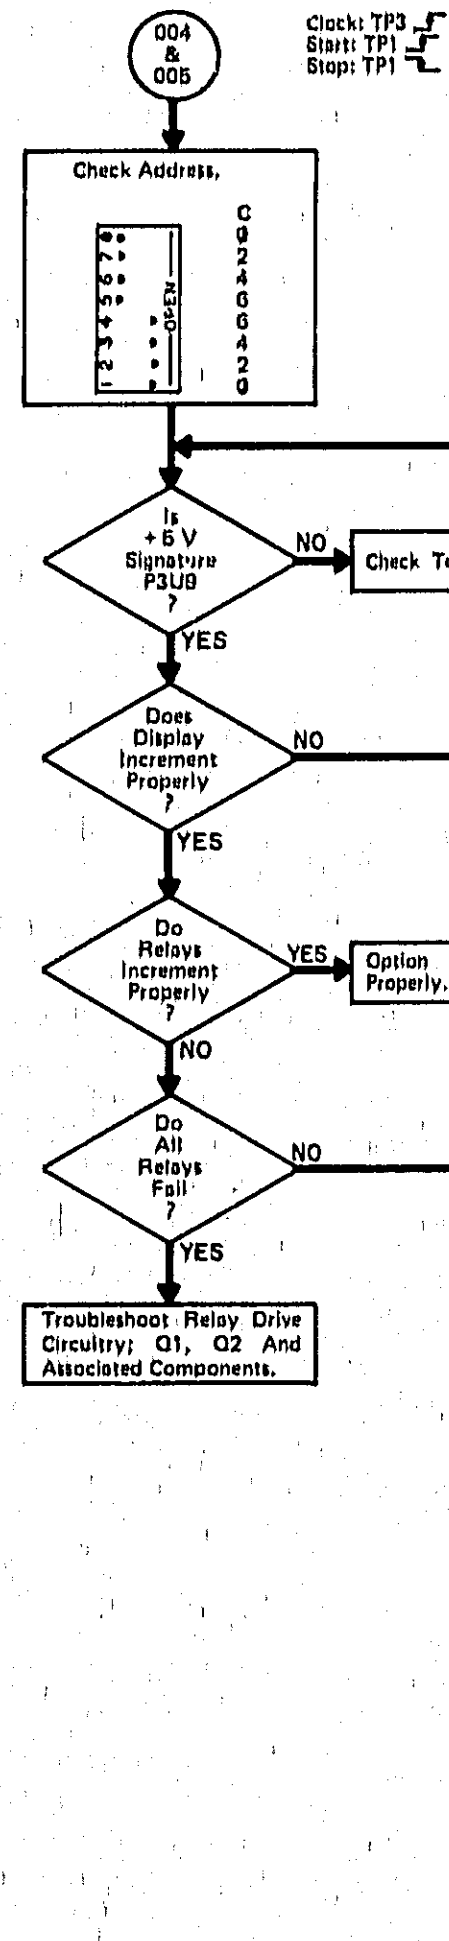 004
&
005
Clock: TP3
Start: TP1
Stop: TP1
Check Address.
C
0
2
4
6
6
4
2
0
1 2 3 4 5 6 7 8
OPEN
Is
+5 V
Signature
P3U9
?
NO
Check
YES
Does
Display
Increment
Properly
?
NO
YES
Do
Relays
Increment
Properly
?
YES
Option
Properly.
NO
Do
All
Relays
Fail
?
NO
YES
Troubleshoot Relay Drive
Circuitry; Q1, Q2 And
Associated Components.